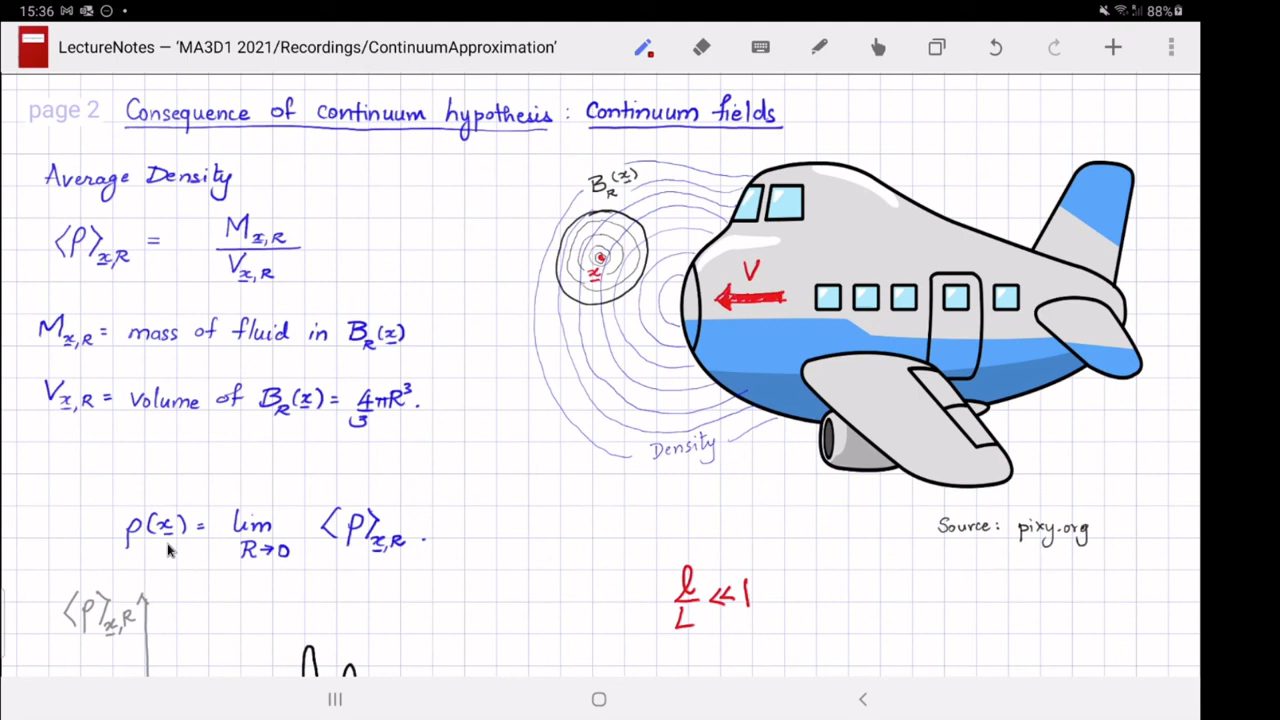 15:36
88%
LectureNotes — ‘MA3D1 2021/Recordings/ContinuumApproximation’
page 2 Consequence of continuum hypothesis : Continuum fields
Average Density
⟨ρ⟩x,R = Mx,R / Vx,R
Mx,R = mass of fluid in BR(x)
Vx,R = volume of BR(x) = 4/3 πR³.
BR(x)
x
V
Density
ρ(x) = lim R→0 ⟨ρ⟩x,R .
Source: pixy.org
l/L ≪ 1
⟨ρ⟩x,R